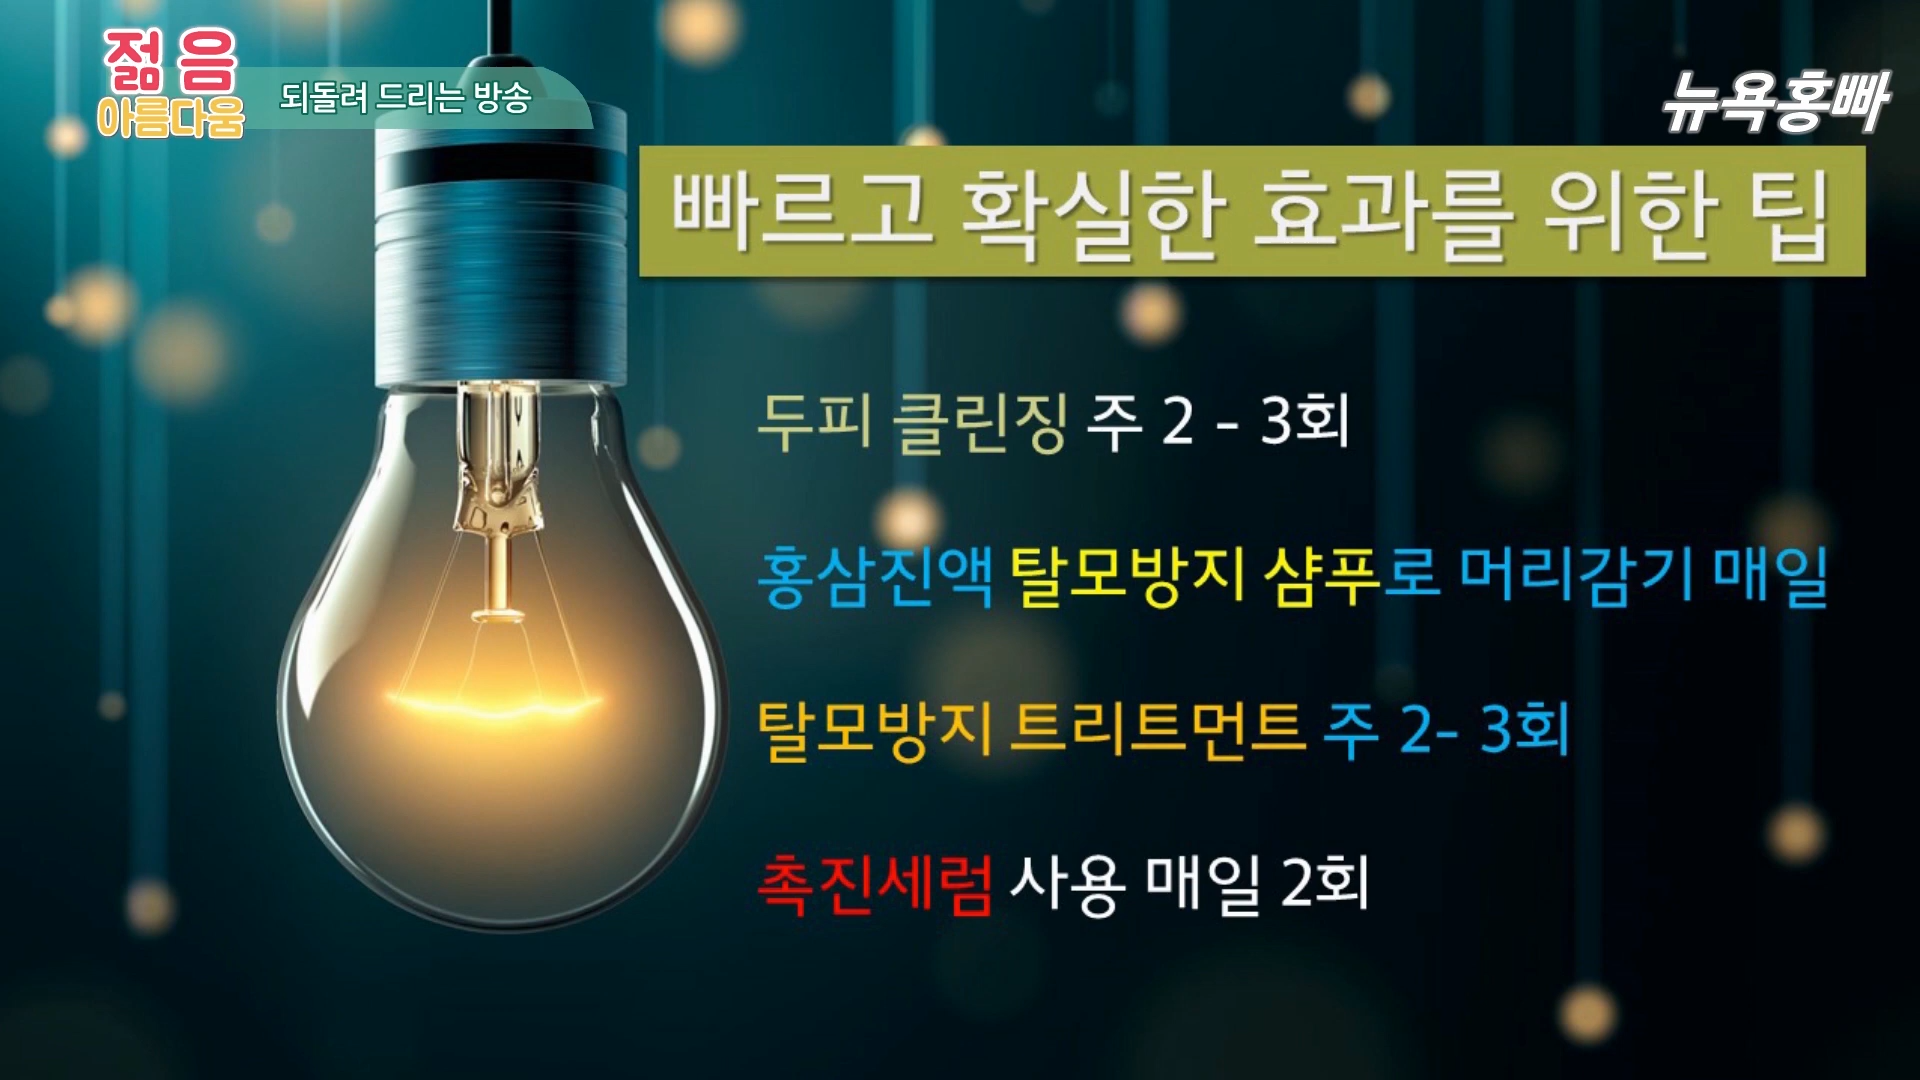 젊음
아름다움
되돌려 드리는 방송
뉴욕홍빠
빠르고 확실한 효과를 위한 팁
두피 클린징 주 2 - 3회
홍삼진액 탈모방지 샴푸로 머리감기 매일
탈모방지 트리트먼트 주 2- 3회
촉진세럼 사용 매일 2회